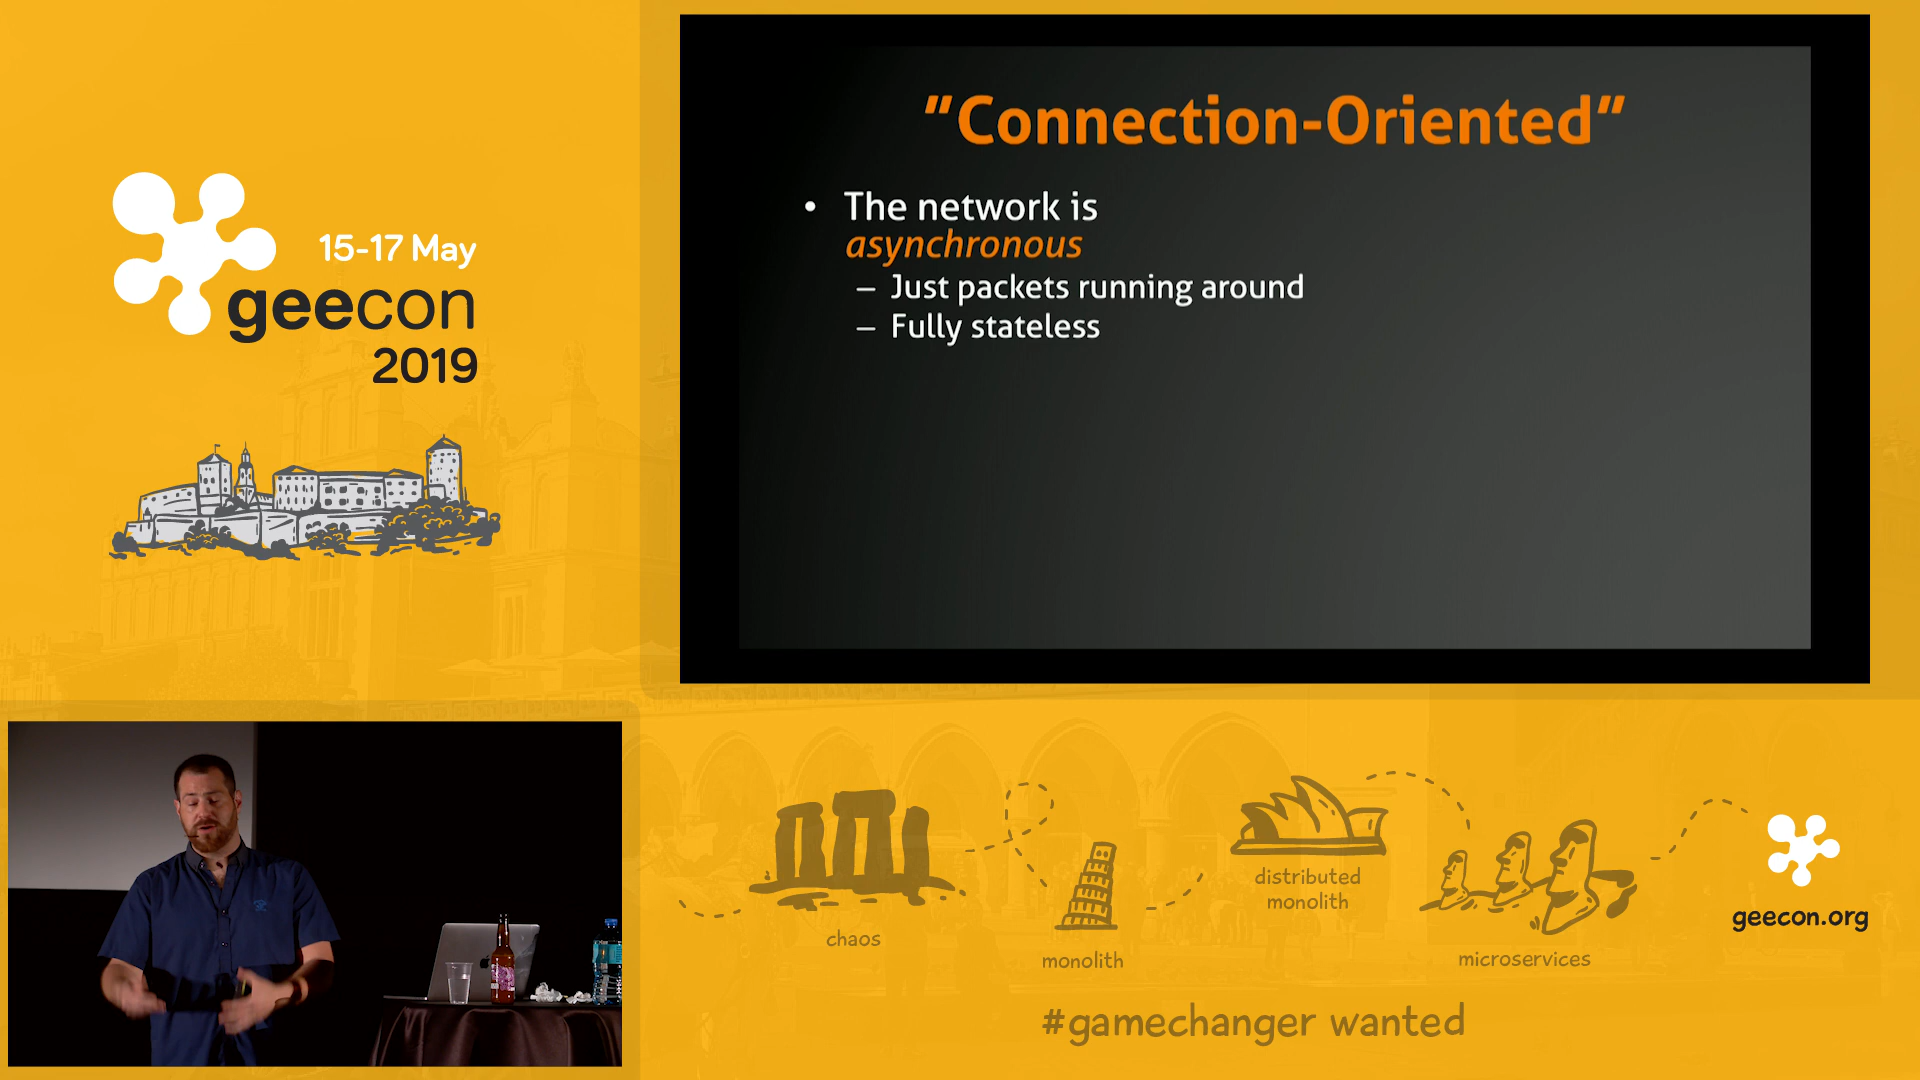 15-17 May
geecon
2019
"Connection-Oriented"
• The network is
asynchronous
– Just packets running around
– Fully stateless
chaos
monolith
distributed
monolith
microservices
geecon.org
#gamechanger wanted